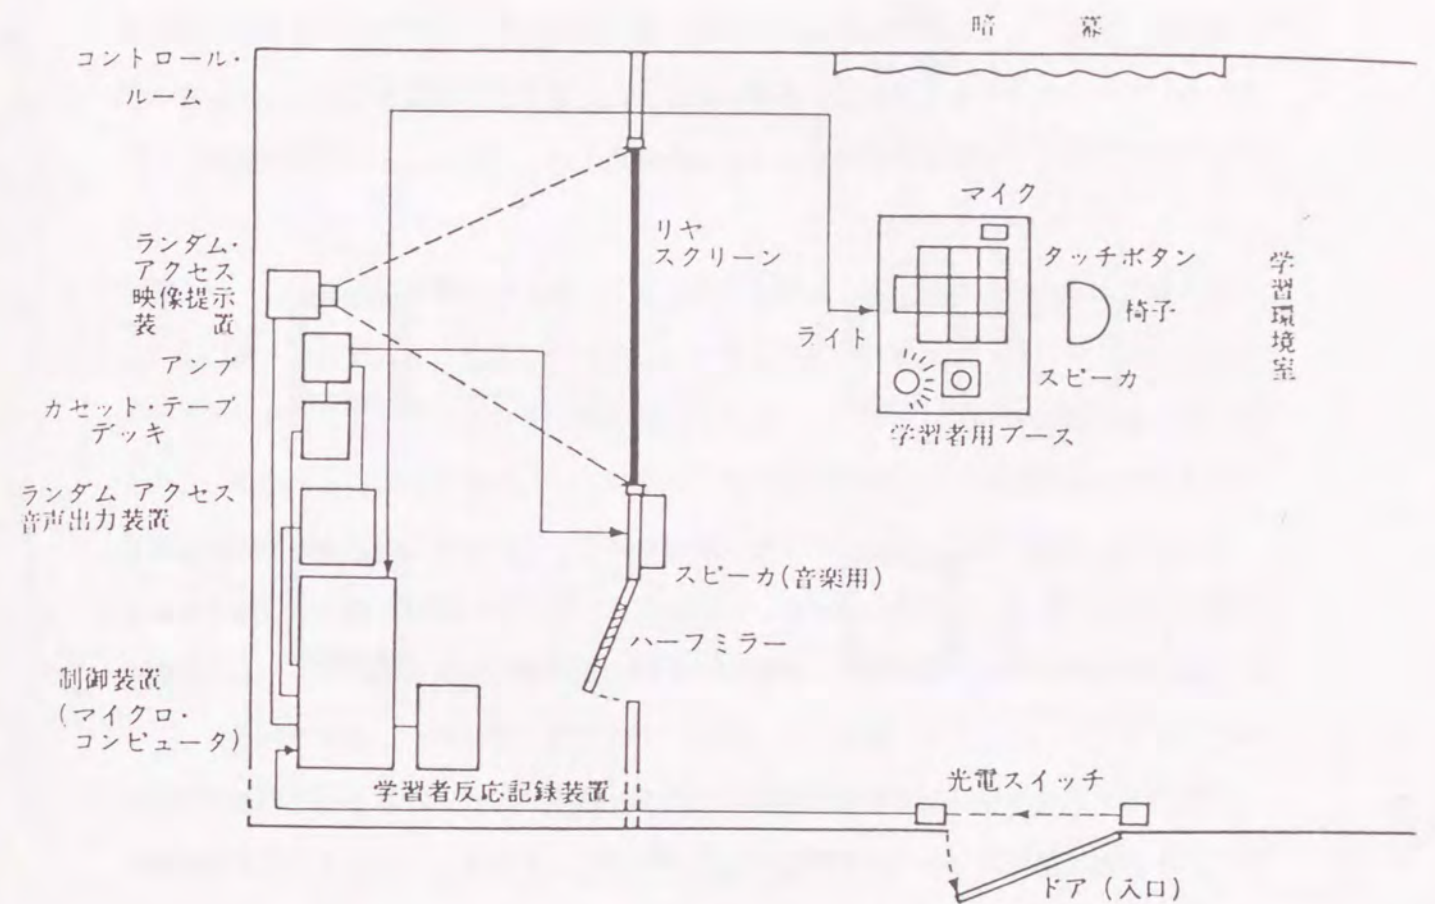 暗　幕
コントロール・
ルーム
マイク
リヤ
スクリーン
ランダム・
アクセス
映像提示
装　置
タッチボタン
椅子
学習環境室
ライト
アンプ
スピーカ
カセット・テープ
デッキ
学習者用ブース
ランダム アクセス
音声出力装置
スピーカ(音楽用)
ハーフミラー
制御装置
(マイクロ・
コンピュータ)
学習者反応記録装置
光電スイッチ
ドア (入口)